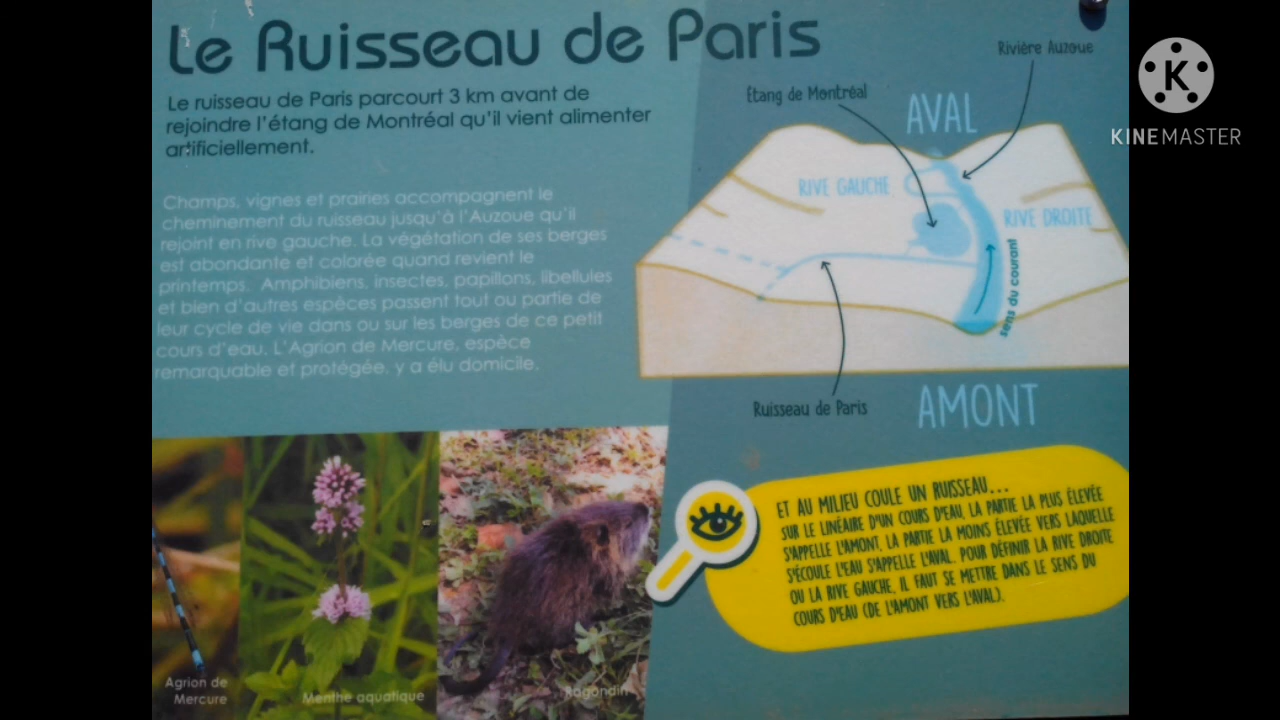 Le Ruisseau de Paris
Le ruisseau de Paris parcourt 3 km avant de
rejoindre l'étang de Montréal qu'il vient alimenter
artificiellement.
Champs, vignes et prairies accompagnent le
cheminement du ruisseau jusqu'à l'Auzoue qu'il
rejoint en rive gauche. La végétation de ses berges
est abondante et colorée quand revient le
printemps. Amphibiens, insectes, papillons, libellules
et bien d'autres espèces passent tout ou partie de
leur cycle de vie dans ou sur les berges de ce petit
cours d'eau. L'Agrion de Mercure, espèce
remarquable et protégée, y a élu domicile.
Rivière Auzoue
Étang de Montréal
AVAL
RIVE GAUCHE
RIVE DROITE
sens du courant
Ruisseau de Paris
AMONT
ET AU MILIEU COULE UN RUISSEAU...
SUR LE LINÉAIRE D'UN COURS D'EAU, LA PARTIE LA PLUS ÉLEVÉE
S'APPELLE L'AMONT, LA PARTIE LA MOINS ÉLEVÉE VERS LAQUELLE
S'ÉCOULE L'EAU S'APPELLE L'AVAL. POUR DÉFINIR LA RIVE DROITE
OU LA RIVE GAUCHE, IL FAUT SE METTRE DANS LE SENS DU
COURS D'EAU (DE L'AMONT VERS L'AVAL).
Agrion de
Mercure
Menthe aquatique
Ragondin
K
KINEMASTER